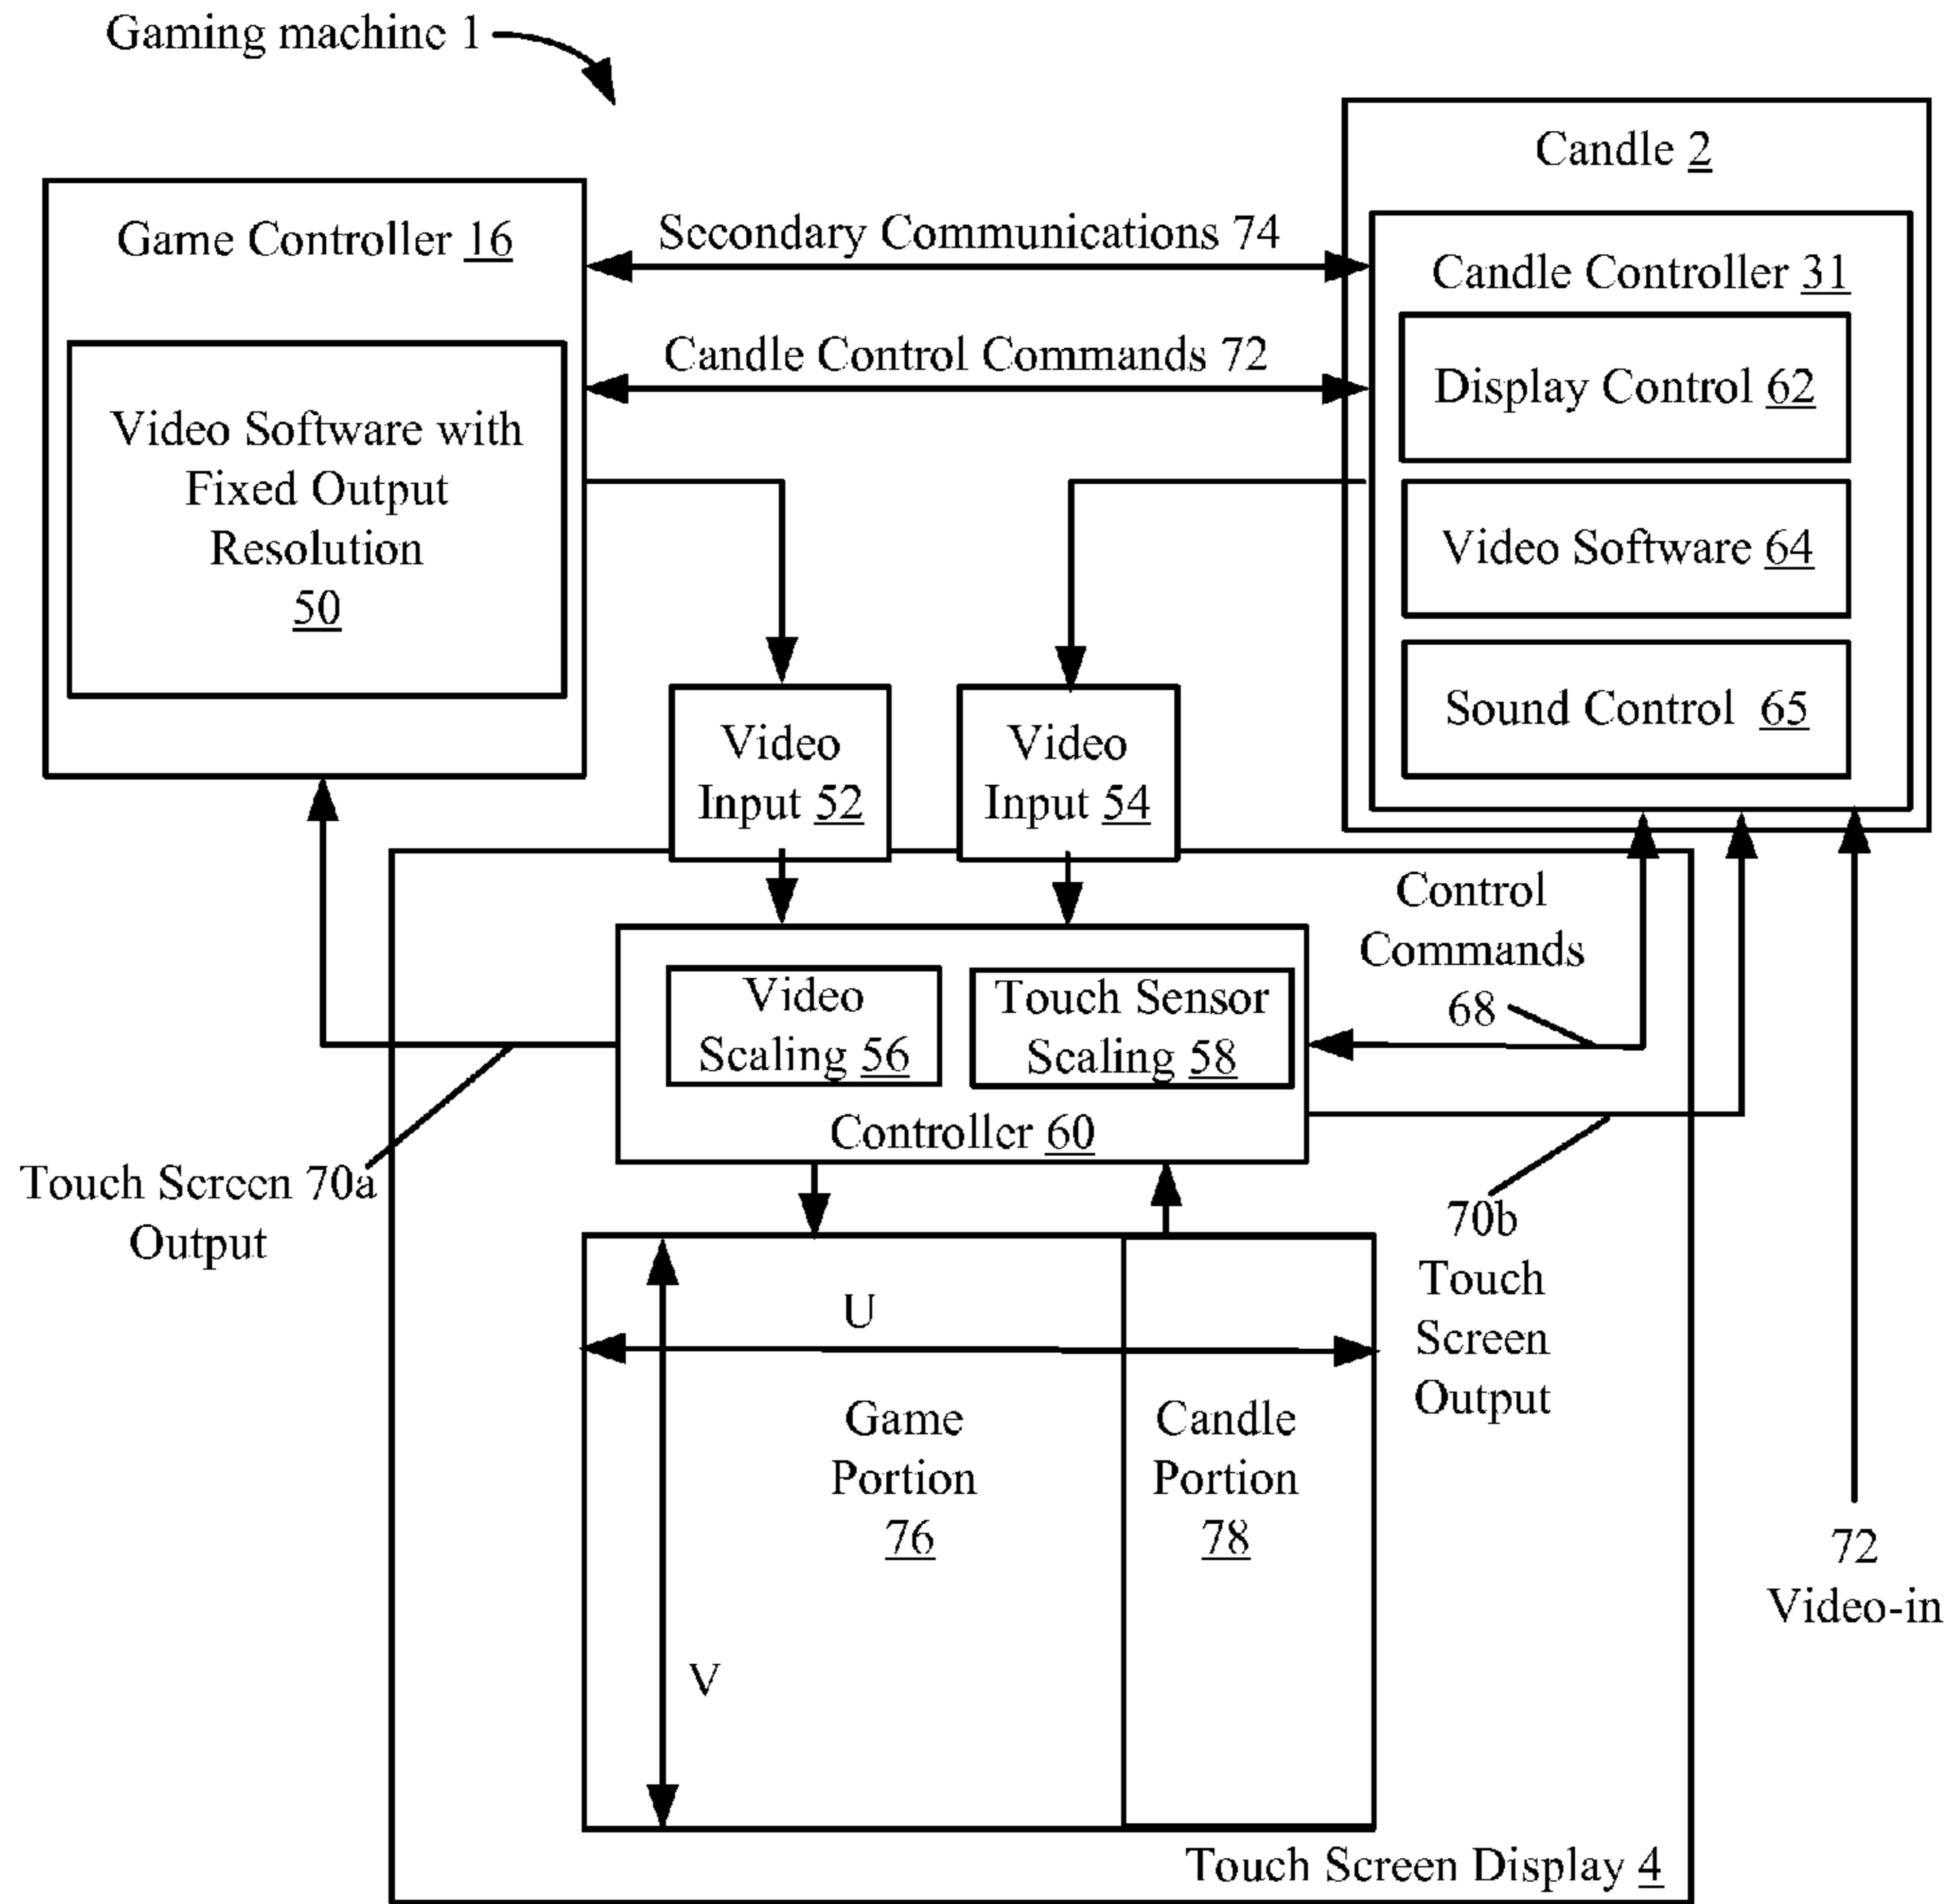 Gaming machine 1
Candle 2
Game Controller 16
Secondary Communications 74
Candle Controller 31
Candle Control Commands 72
Display Control 62
Video Software with
Fixed Output
Resolution
50
Video Software 64
Sound Control 65
Video
Input 52
Video
Input 54
Control
Commands
68
Video
Scaling 56
Touch Sensor
Scaling 58
Controller 60
Touch Screen 70a
Output
70b
Touch
Screen
Output
U
Game
Portion
76
Candle
Portion
78
V
72
Video-in
Touch Screen Display 4